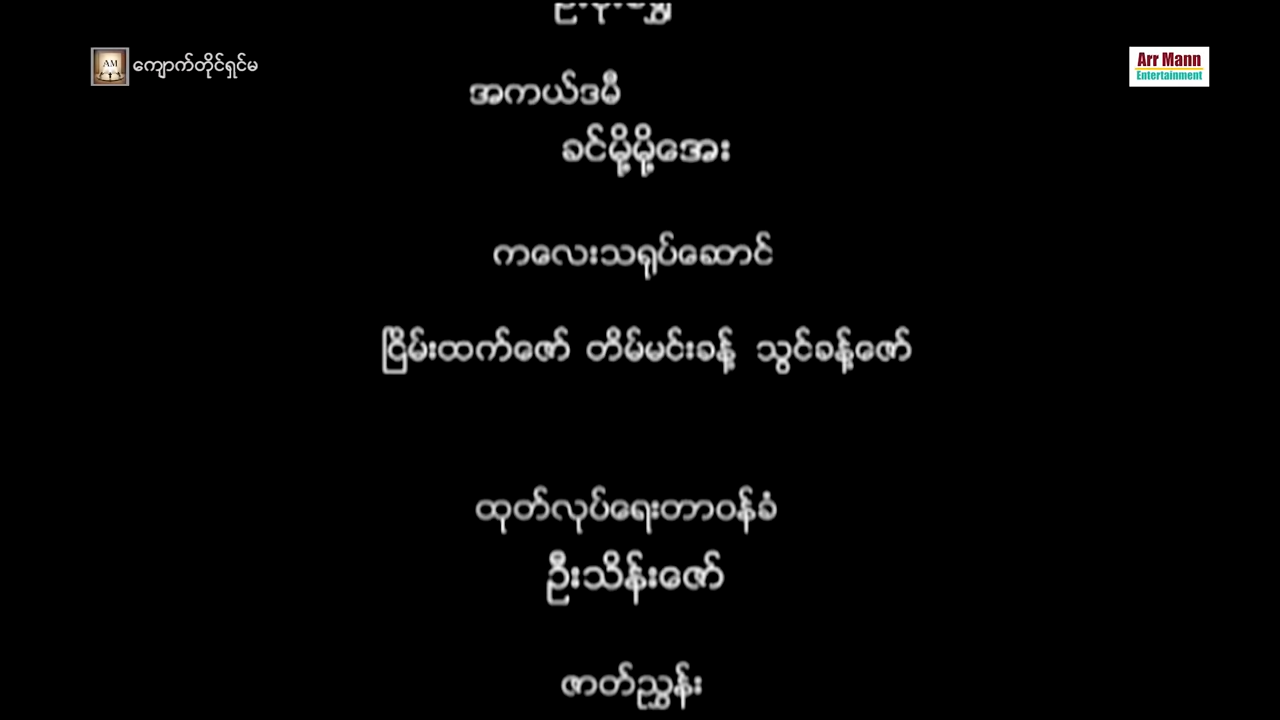 AM ကျောက်တိုင်ရှင်မ
Arr Mann
Entertainment
အကယ်ဒမီ
ခင်မို့မို့အေး
ကလေးသရုပ်ဆောင်
ငြိမ်းထက်ဇော် တိမ်မင်းခန့် သွင်ခန့်ဇော်
ထုတ်လုပ်ရေးတာဝန်ခံ
ဦးသိန်းဇော်
ဇာတ်ညွှန်း